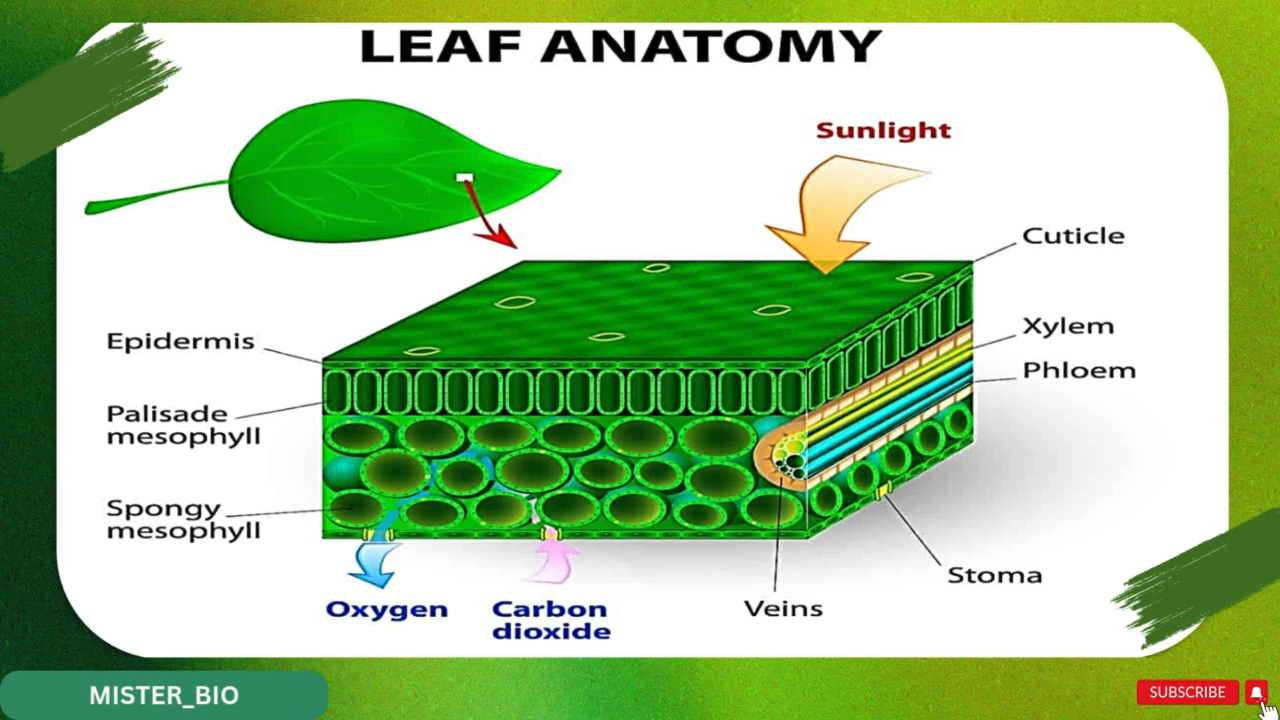 LEAF ANATOMY
Sunlight
Cuticle
Xylem
Phloem
Epidermis
Palisade
mesophyll
Spongy
mesophyll
Stoma
Veins
Oxygen
Carbon
dioxide
MISTER_BIO
SUBSCRIBE